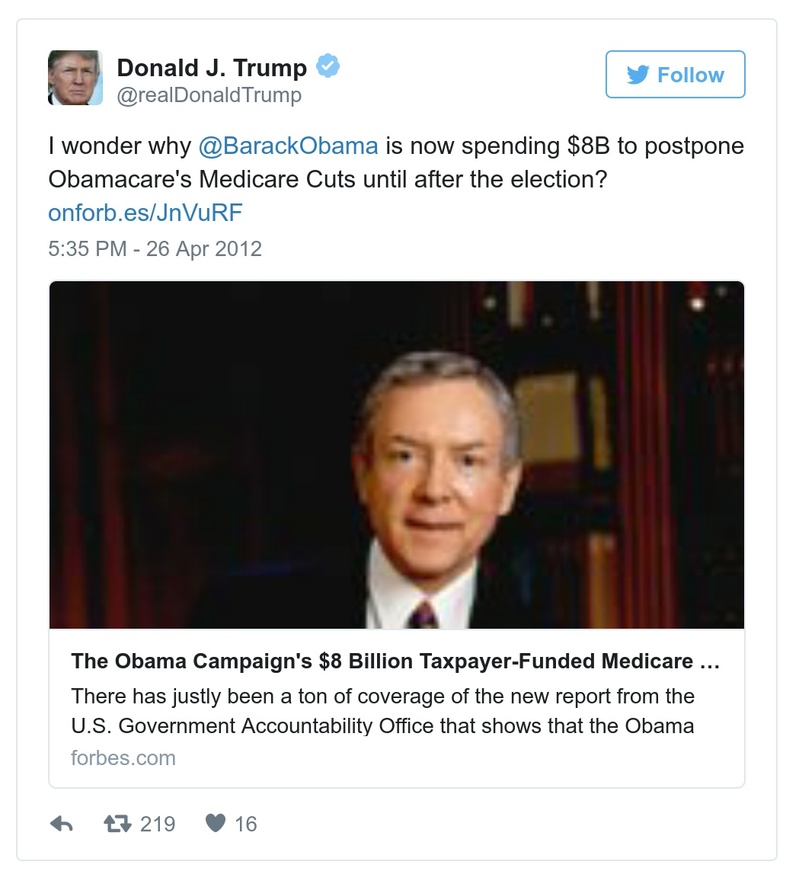 Donald J. Trump
@realDonaldTrump
Follow
I wonder why @BarackObama is now spending $8B to postpone
Obamacare's Medicare Cuts until after the election?
onforb.es/JnVuRF
5:35 PM - 26 Apr 2012
The Obama Campaign's $8 Billion Taxpayer-Funded Medicare ...
There has justly been a ton of coverage of the new report from the
U.S. Government Accountability Office that shows that the Obama
forbes.com
219 16